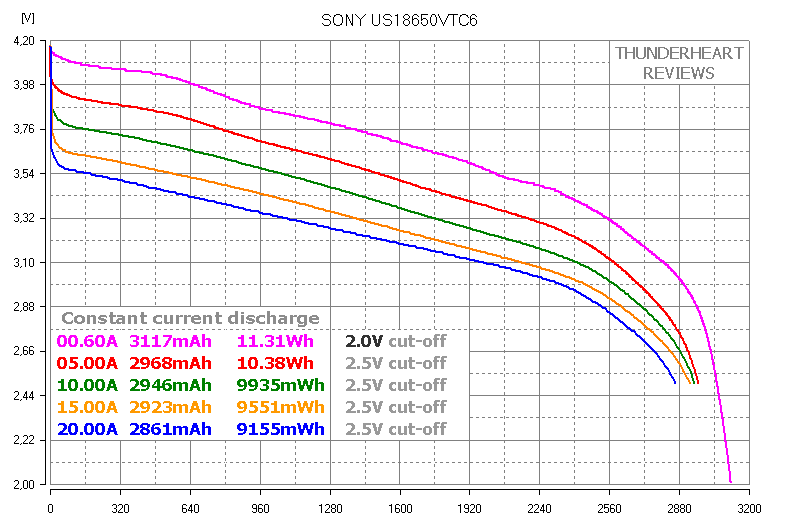 SONY US18650VTC6
[V]
THUNDERHEART
REVIEWS
4,20
3,98
3,76
3,54
3,32
3,10
2,88
2,66
2,44
2,22
2,00
Constant current discharge
00.60A 3117mAh 11.31Wh 2.0V cut-off
05.00A 2968mAh 10.38Wh 2.5V cut-off
10.00A 2946mAh 9935mWh 2.5V cut-off
15.00A 2923mAh 9551mWh 2.5V cut-off
20.00A 2861mAh 9155mWh 2.5V cut-off
0 320 640 960 1280 1600 1920 2240 2560 2880 3200